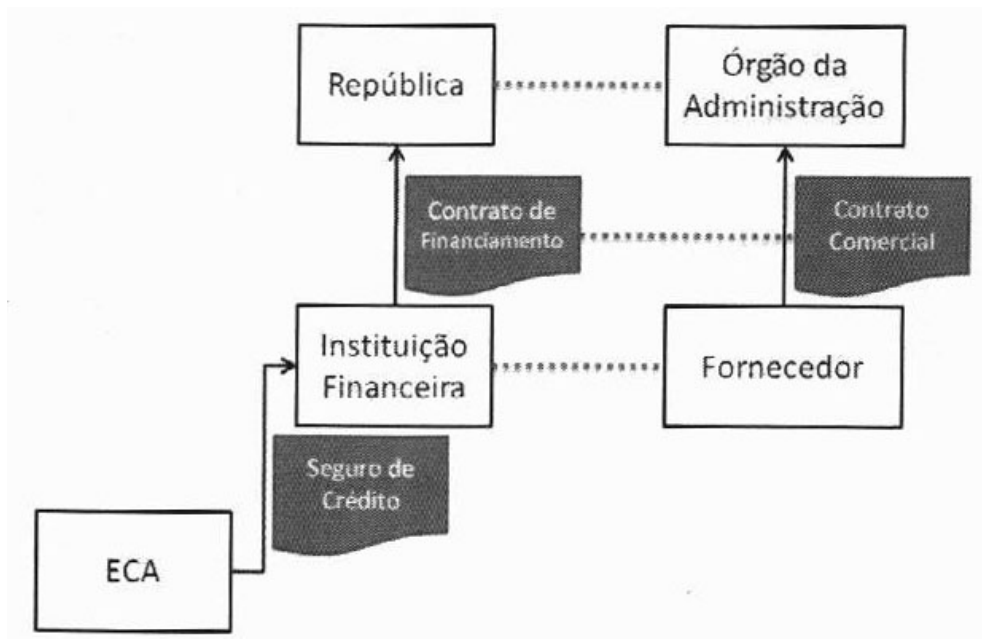 República
Órgão da
Administração
Contrato de
Financiamento
Contrato
Comercial
Instituição
Financeira
Fornecedor
Seguro de
Crédito
ECA